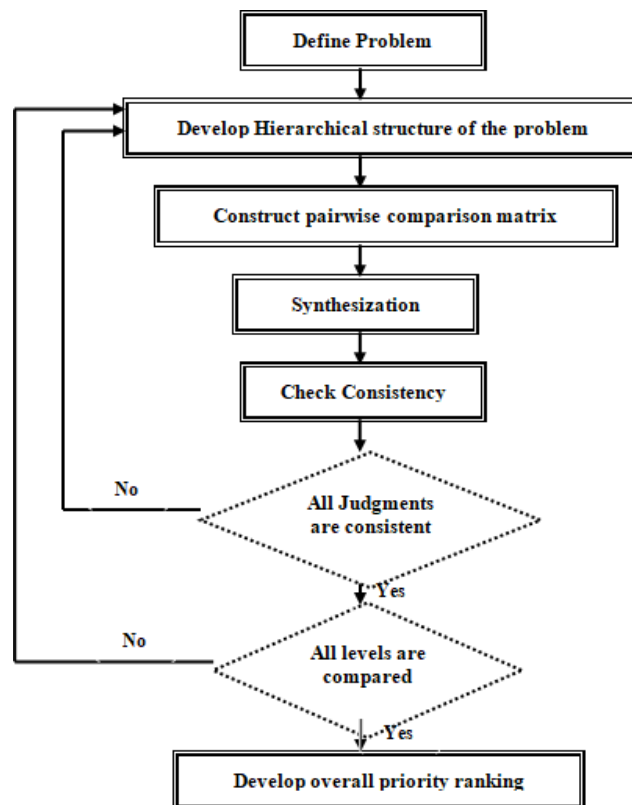 Define Problem
Develop Hierarchical structure of the problem
Construct pairwise comparison matrix
Synthesization
Check Consistency
No
All Judgments
are consistent
Yes
No
All levels are
compared
Yes
Develop overall priority ranking